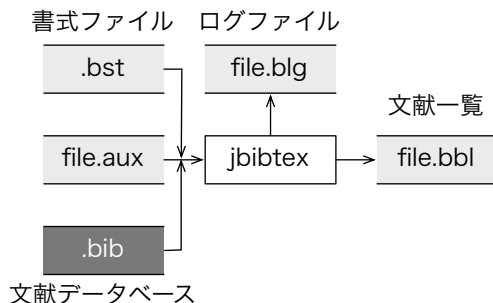 書式ファイル ログファイル
.bst file.blg
文献一覧
file.aux jbibtex file.bbl
.bib
文献データベース